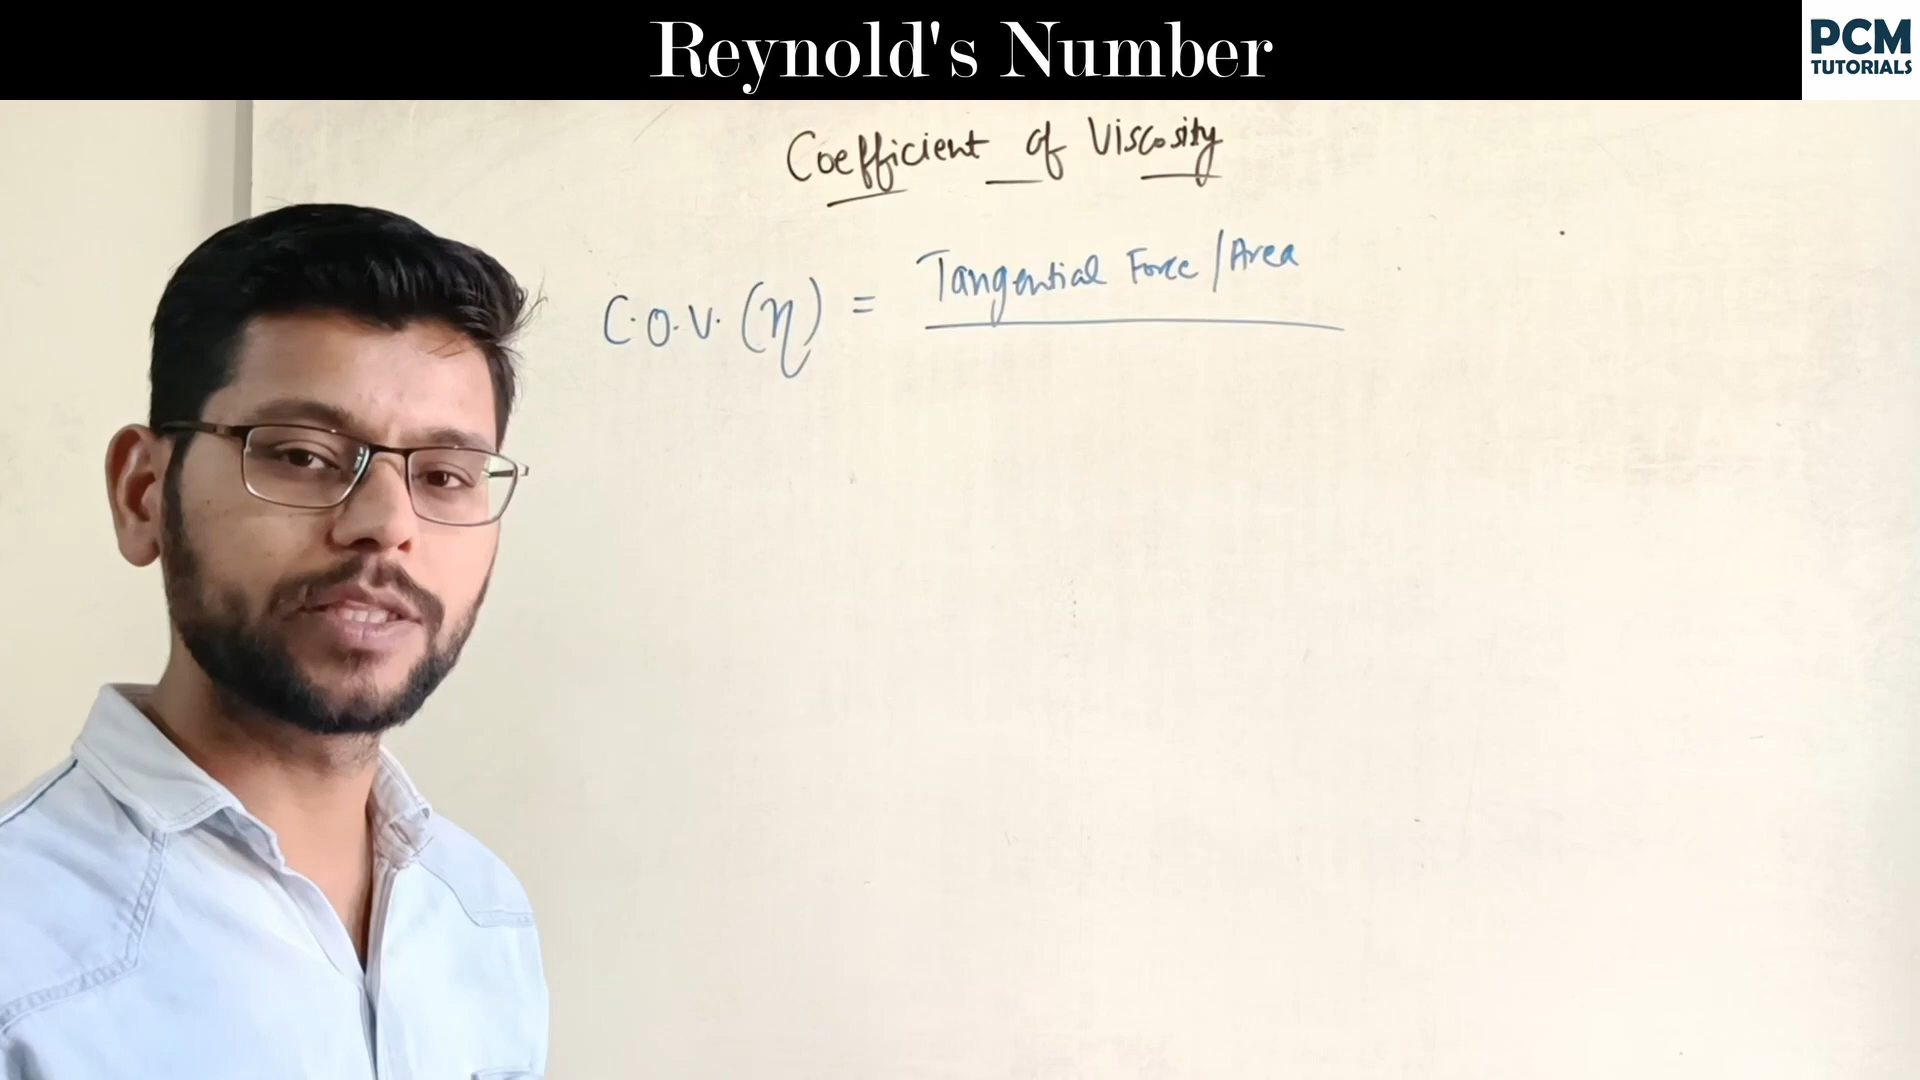 Reynold's Number
PCM
TUTORIALS
Coefficient of Viscosity
C.O.V. (η) = Tangential Force / Area